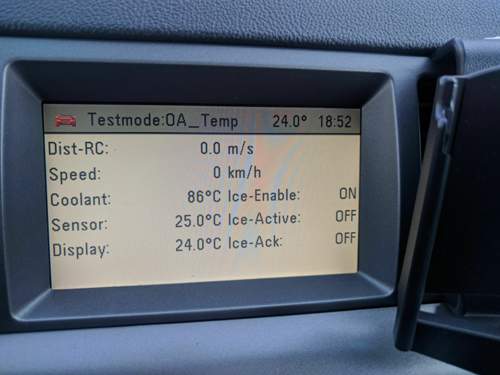 Testmode:OA_Temp 24.0° 18:52
Dist-RC: 0.0 m/s
Speed: 0 km/h
Coolant: 86°C Ice-Enable: ON
Sensor: 25.0°C Ice-Active: OFF
Display: 24.0°C Ice-Ack: OFF